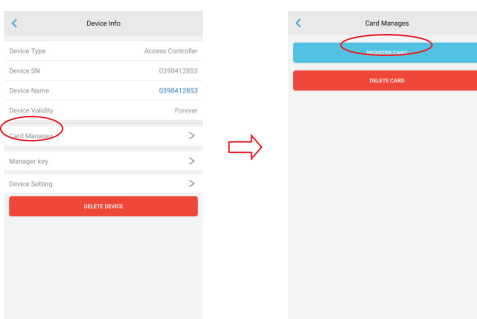 Device Info
Device Type Access Controller
Device SN 0398412853
Device Name 0398412853
Device Validity Forever
Card Manages
Manager key
Device Setting
DELETE DEVICE
Card Manages
REGISTER CARD
DELETE CARD